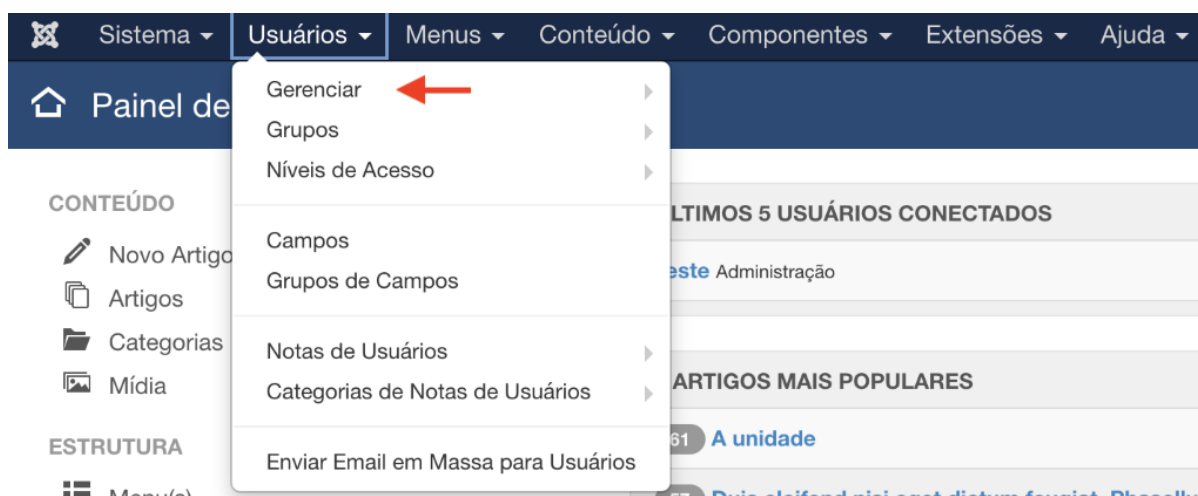 Sistema Usuários Menus Conteúdo Componentes Extensões Ajuda
Painel de
Gerenciar
Grupos
Níveis de Acesso
Campos
Grupos de Campos
Notas de Usuários
Categorias de Notas de Usuários
Enviar Email em Massa para Usuários
CONTEÚDO
Novo Artigo
Artigos
Categorias
Mídia
ESTRUTURA
LTIMOS 5 USUÁRIOS CONECTADOS
este Administração
ARTIGOS MAIS POPULARES
61 A unidade